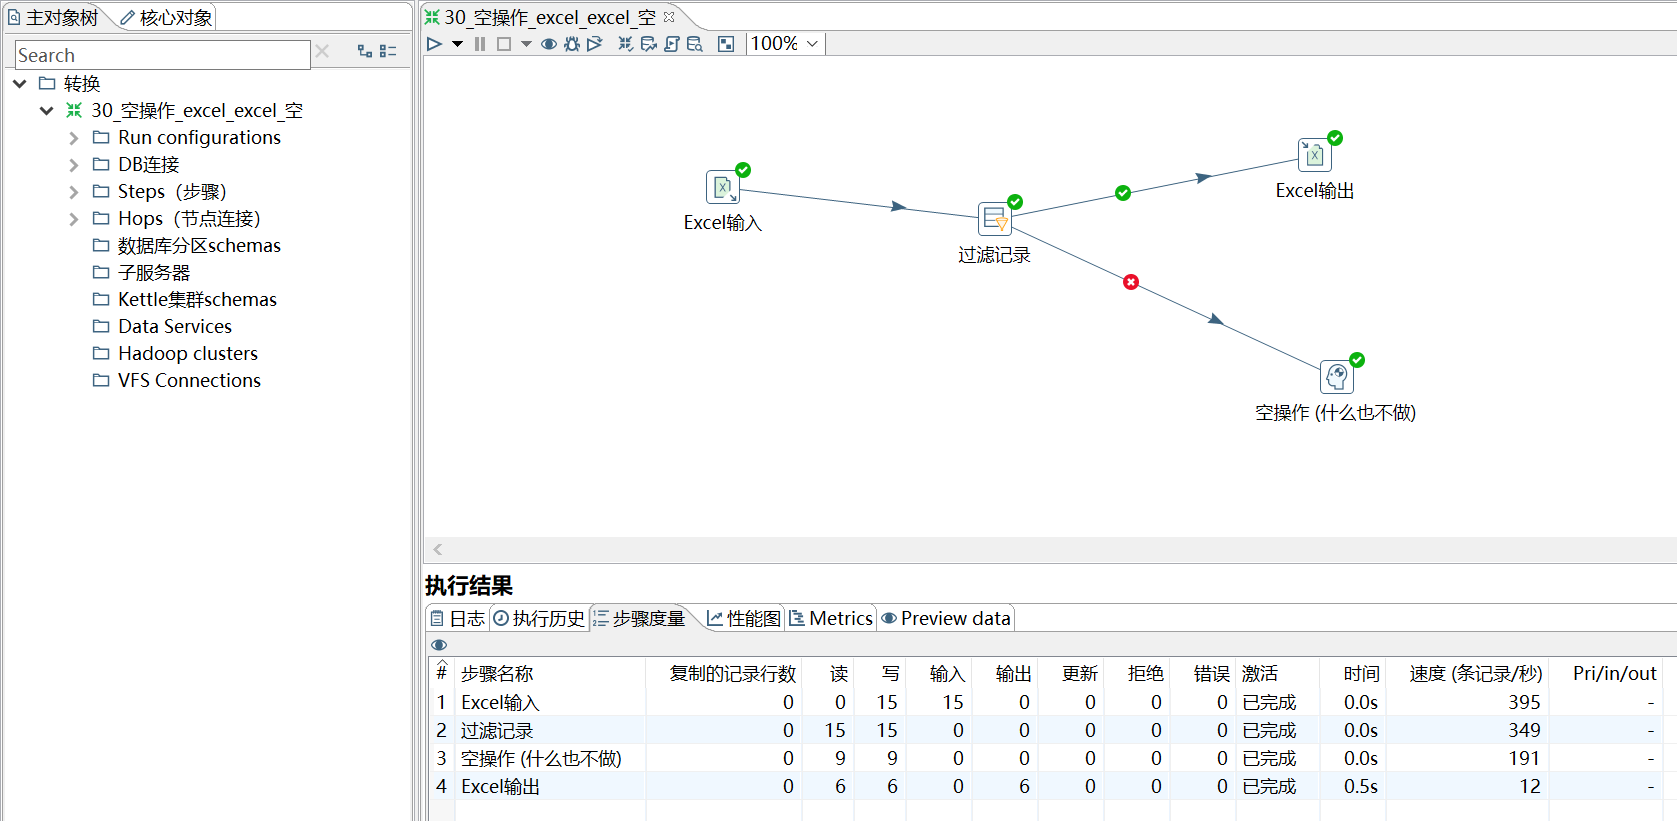 主对象树
核心对象
Search
转换
30_空操作_excel_excel_空
Run configurations
DB连接
Steps（步骤）
Hops（节点连接）
数据库分区schemas
子服务器
Kettle集群schemas
Data Services
Hadoop clusters
VFS Connections
30_空操作_excel_excel_空
100%
Excel输入
过滤记录
Excel输出
空操作 (什么也不做)
执行结果
日志 执行历史 步骤度量 性能图 Metrics Preview data
# 步骤名称 复制的记录行数 读 写 输入 输出 更新 拒绝 错误 激活 时间 速度 (条记录/秒) Pri/in/out
1 Excel输入 0 0 15 15 0 0 0 0 已完成 0.0s 395 -
2 过滤记录 0 15 15 0 0 0 0 0 已完成 0.0s 349 -
3 空操作 (什么也不做) 0 9 9 0 0 0 0 0 已完成 0.0s 191 -
4 Excel输出 0 6 6 0 6 0 0 0 已完成 0.5s 12 -